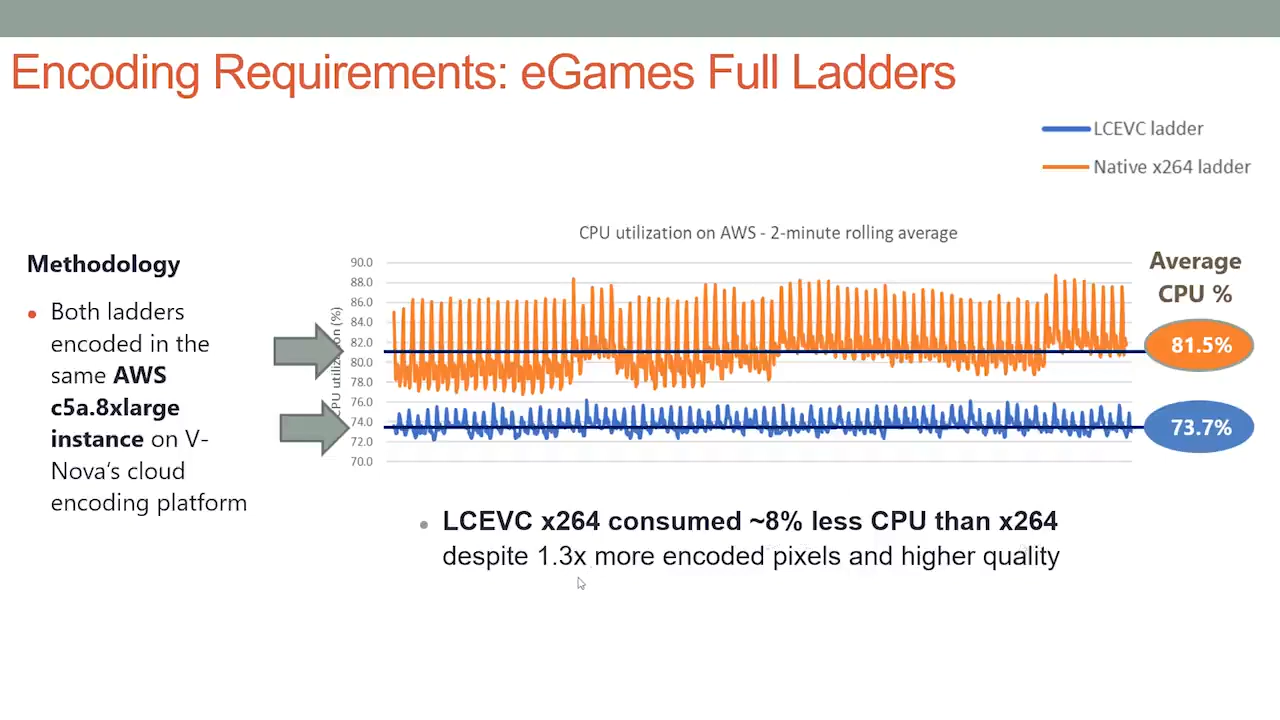 Encoding Requirements: eGames Full Ladders
LCEVC ladder
Native x264 ladder
CPU utilization on AWS - 2-minute rolling average
Methodology
• Both ladders
encoded in the
same AWS
c5a.8xlarge
instance on V-
Nova's cloud
encoding platform
CPU utilization (%)
90.0
88.0
86.0
84.0
82.0
80.0
78.0
76.0
74.0
72.0
70.0
Average
CPU %
81.5%
73.7%
• LCEVC x264 consumed ~8% less CPU than x264
despite 1.3x more encoded pixels and higher quality